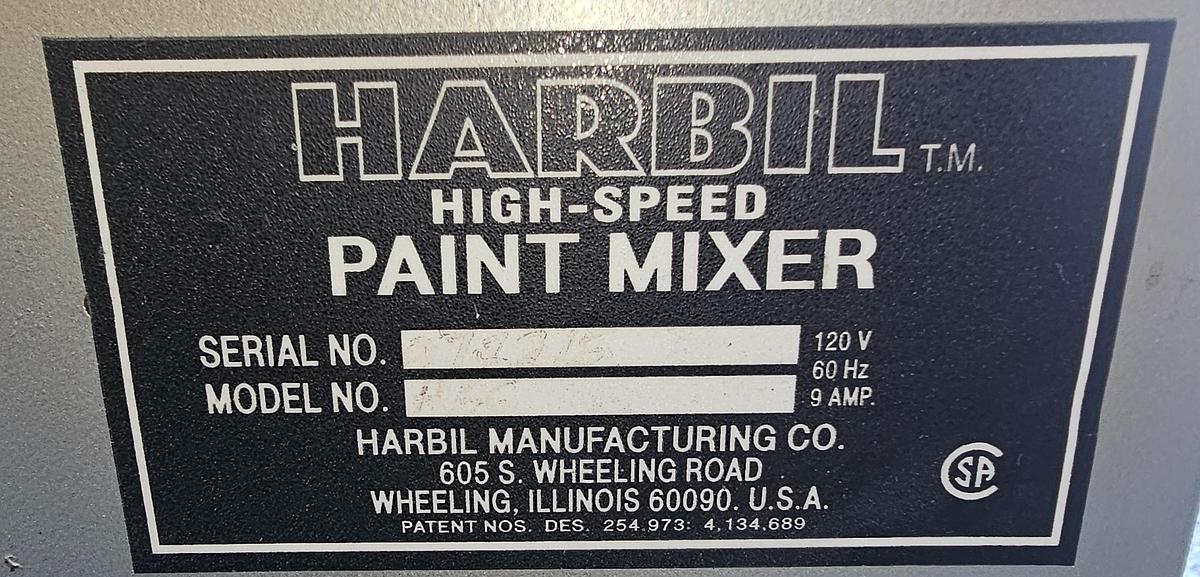 HARBIL T.M.
HIGH-SPEED
PAINT MIXER
SERIAL NO.
120 V
60 Hz
MODEL NO.
9 AMP.
HARBIL MANUFACTURING CO.
605 S. WHEELING ROAD
WHEELING, ILLINOIS 60090. U.S.A.
PATENT NOS. DES. 254.973: 4,134,689
SA